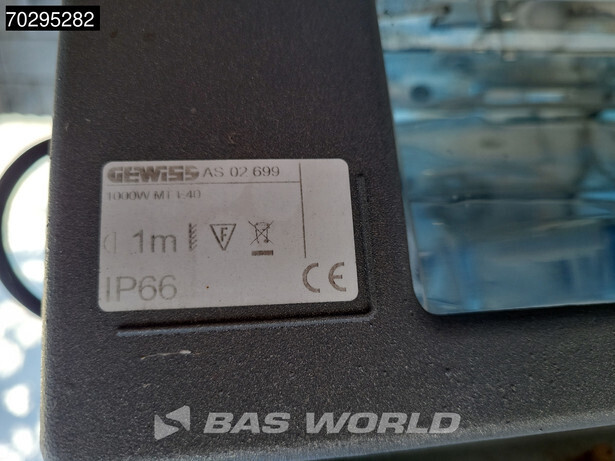 70295282
GEWISS AS 02 699
1000W MT E40
1m F
IP66 CE
BAS WORLD